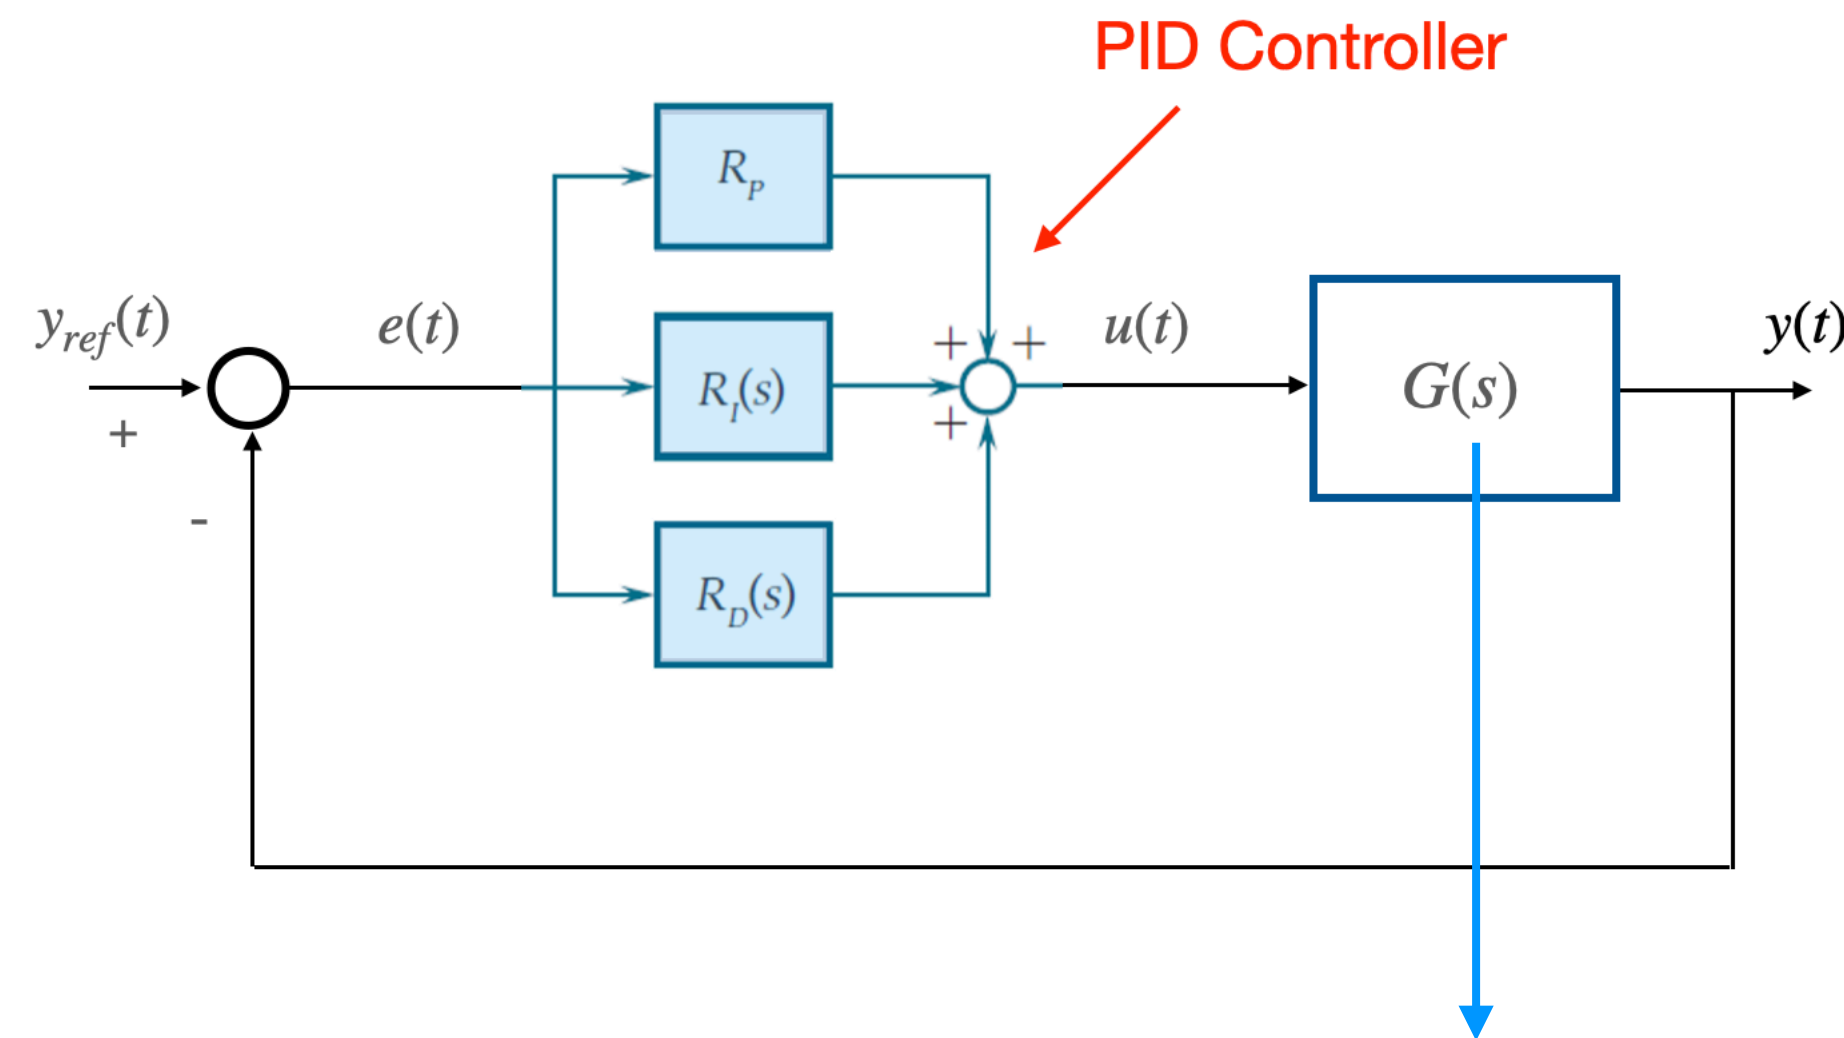 PID Controller
R_P
y_ref(t)
+
-
e(t)
R_I(s)
+
+
+
u(t)
G(s)
y(t)
R_D(s)